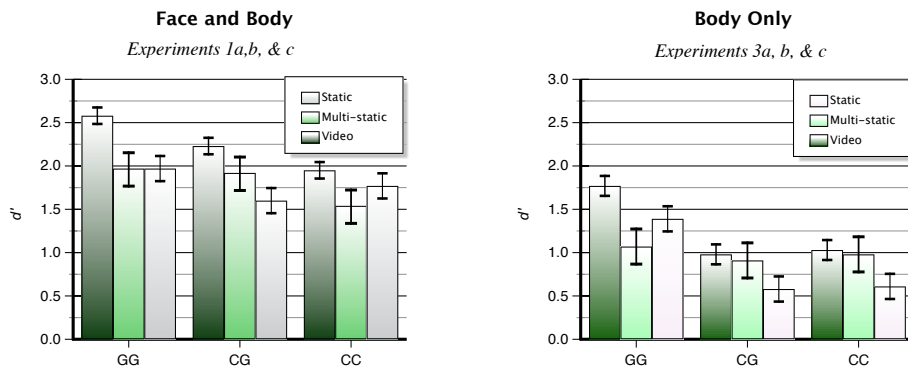 Face and Body
Experiments 1a,b, & c
3.0
2.5
2.0
1.5
1.0
0.5
0.0
d'
Static
Multi-static
Video
GG CG CC
Body Only
Experiments 3a, b, & c
3.0
2.5
2.0
1.5
1.0
0.5
0.0
d'
Static
Multi-static
Video
GG CG CC